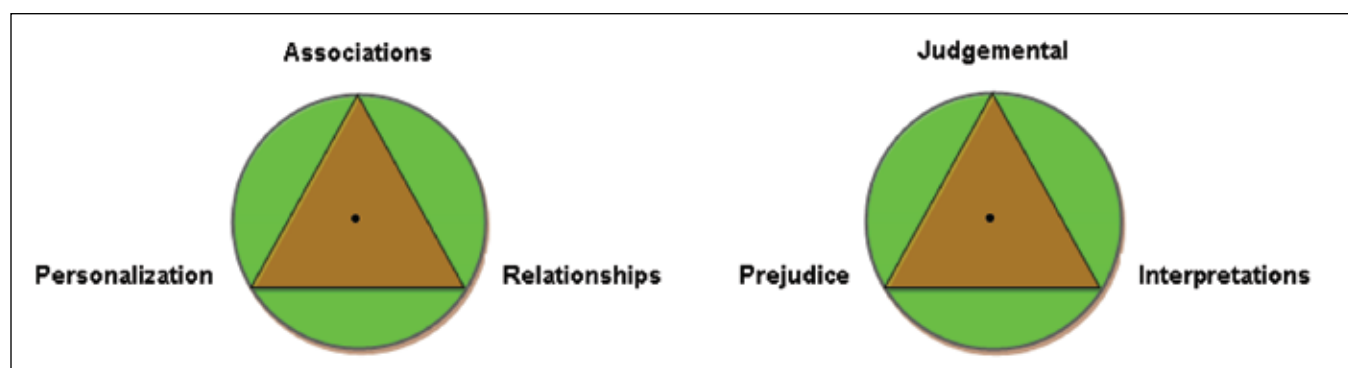 Associations
Personalization
Relationships
Judgemental
Prejudice
Interpretations